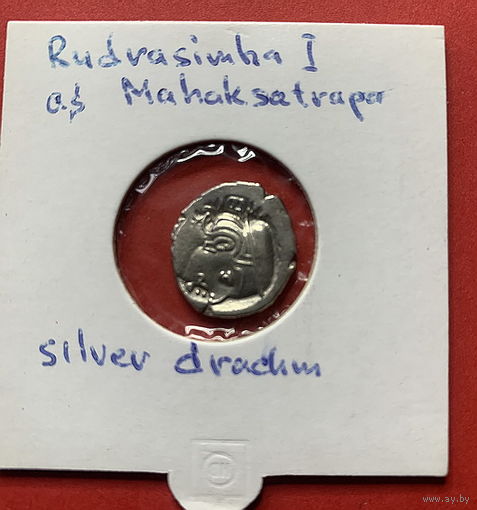 Rudrasimha I
as Mahaksatrapa
silver drachm
www.ay.by